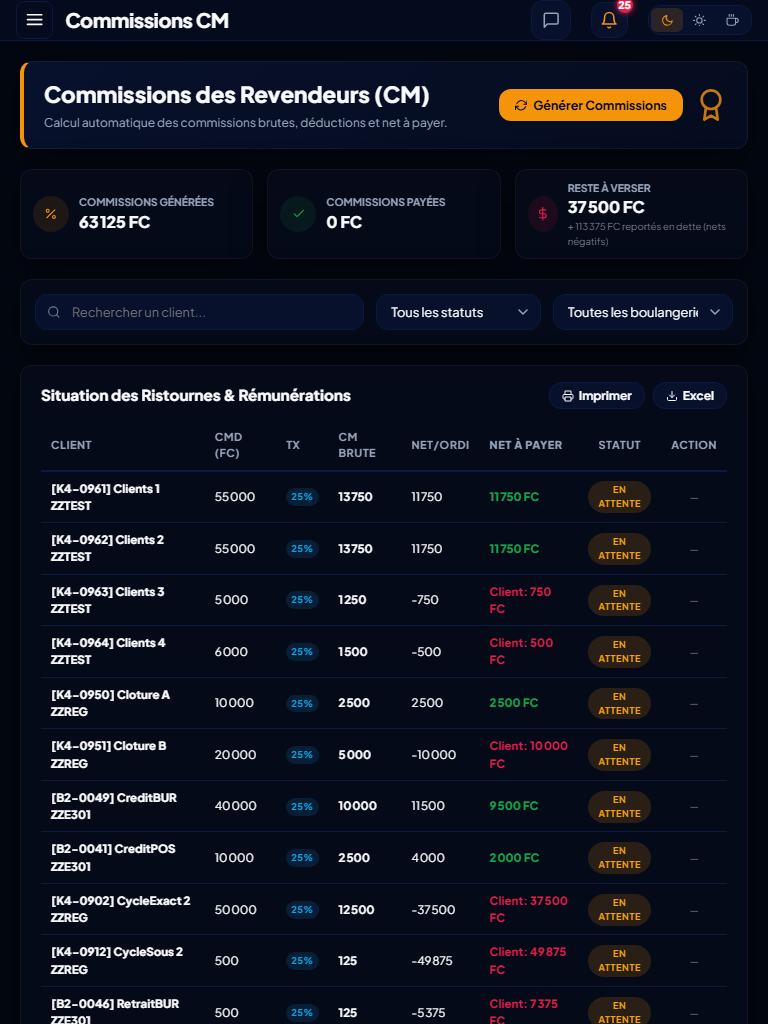 Commissions CM
25
Commissions des Revendeurs (CM)
Calcul automatique des commissions brutes, déductions et net à payer.
Générer Commissions
COMMISSIONS GÉNÉRÉES
63 125 FC
COMMISSIONS PAYÉES
0 FC
RESTE À VERSER
37 500 FC
+ 113 375 FC reportés en dette (nets
négatifs)
Rechercher un client...
Tous les statuts
Toutes les boulangerie
Situation des Ristournes & Rémunérations
Imprimer
Excel
CLIENT CMD (FC) TX CM BRUTE NET/ORDI NET À PAYER STATUT ACTION
[K4-0961] Clients 1 ZZTEST 55 000 25% 13 750 11 750 11 750 FC EN ATTENTE —
[K4-0962] Clients 2 ZZTEST 55 000 25% 13 750 11 750 11 750 FC EN ATTENTE —
[K4-0963] Clients 3 ZZTEST 5 000 25% 1 250 -750 Client: 750 FC EN ATTENTE —
[K4-0964] Clients 4 ZZTEST 6 000 25% 1 500 -500 Client: 500 FC EN ATTENTE —
[K4-0950] Cloture A ZZREG 10 000 25% 2 500 2 500 2 500 FC EN ATTENTE —
[K4-0951] Cloture B ZZREG 20 000 25% 5 000 -10 000 Client: 10 000 FC EN ATTENTE —
[B2-0049] CreditBUR ZZE301 40 000 25% 10 000 11 500 9 500 FC EN ATTENTE —
[B2-0041] CreditPOS ZZE301 10 000 25% 2 500 4 000 2 000 FC EN ATTENTE —
[K4-0902] CycleExact 2 ZZREG 50 000 25% 12 500 -37 500 Client: 37 500 FC EN ATTENTE —
[K4-0912] CycleSous 2 ZZREG 500 25% 125 -49 875 Client: 49 875 FC EN ATTENTE —
[B2-0046] RetraitBUR ZZE301 500 25% 125 -5 375 Client: 7 375 FC EN ATTENTE —